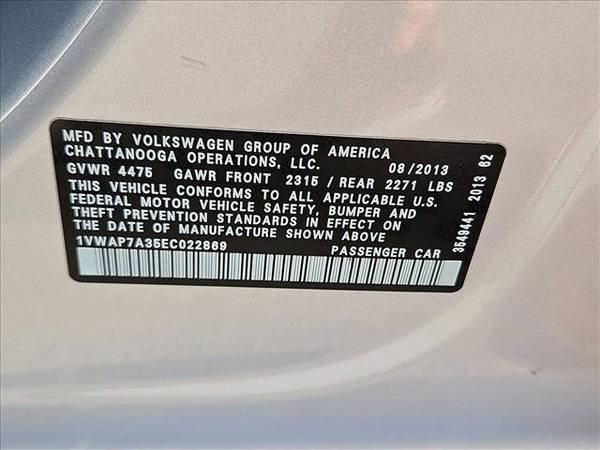 MFD BY VOLKSWAGEN GROUP OF AMERICA
CHATTANOOGA OPERATIONS, LLC. 08/2013
GVWR 4475 GAWR FRONT 2315 / REAR 2271 LBS
THIS VEHICLE CONFORMS TO ALL APPLICABLE U.S.
FEDERAL MOTOR VEHICLE SAFETY, BUMPER AND
THEFT PREVENTION STANDARDS IN EFFECT ON
THE DATE OF MANUFACTURE SHOWN ABOVE
1VWAP7A35EC022869 PASSENGER CAR
3549441 2013 62